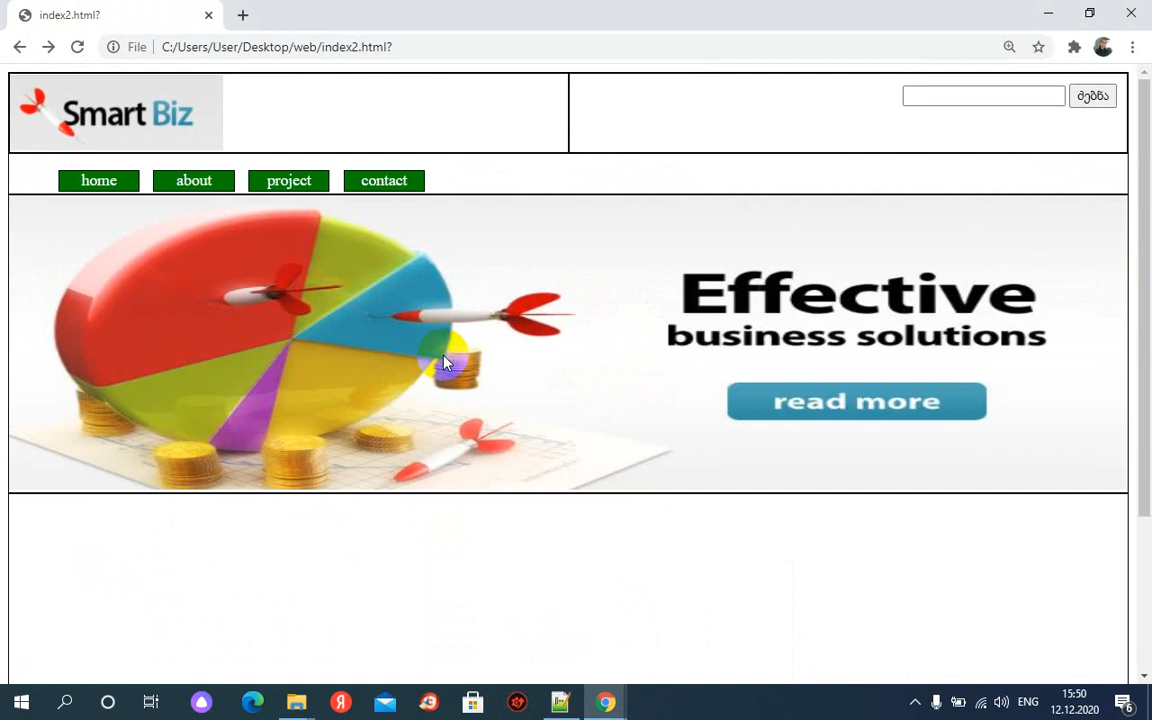 index2.html?
File
C:/Users/User/Desktop/web/index2.html?
Smart Biz
ძებნა
home
about
project
contact
Effective
business solutions
read more
ENG
15:50
12.12.2020
6